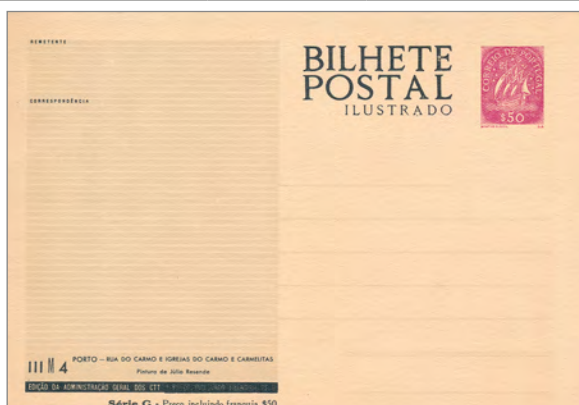 REMETENTE
CORRESPONDÊNCIA
BILHETE
POSTAL
ILUSTRADO
CORREIO DE PORTUGAL
$50
III M 4 PORTO – RUA DO CARMO E IGREJAS DO CARMO E CARMELITAS
Pintura de Júlio Resende
EDIÇÃO DA ADMINISTRAÇÃO GERAL DOS CTT
Série G - Preço incluindo franquia $50